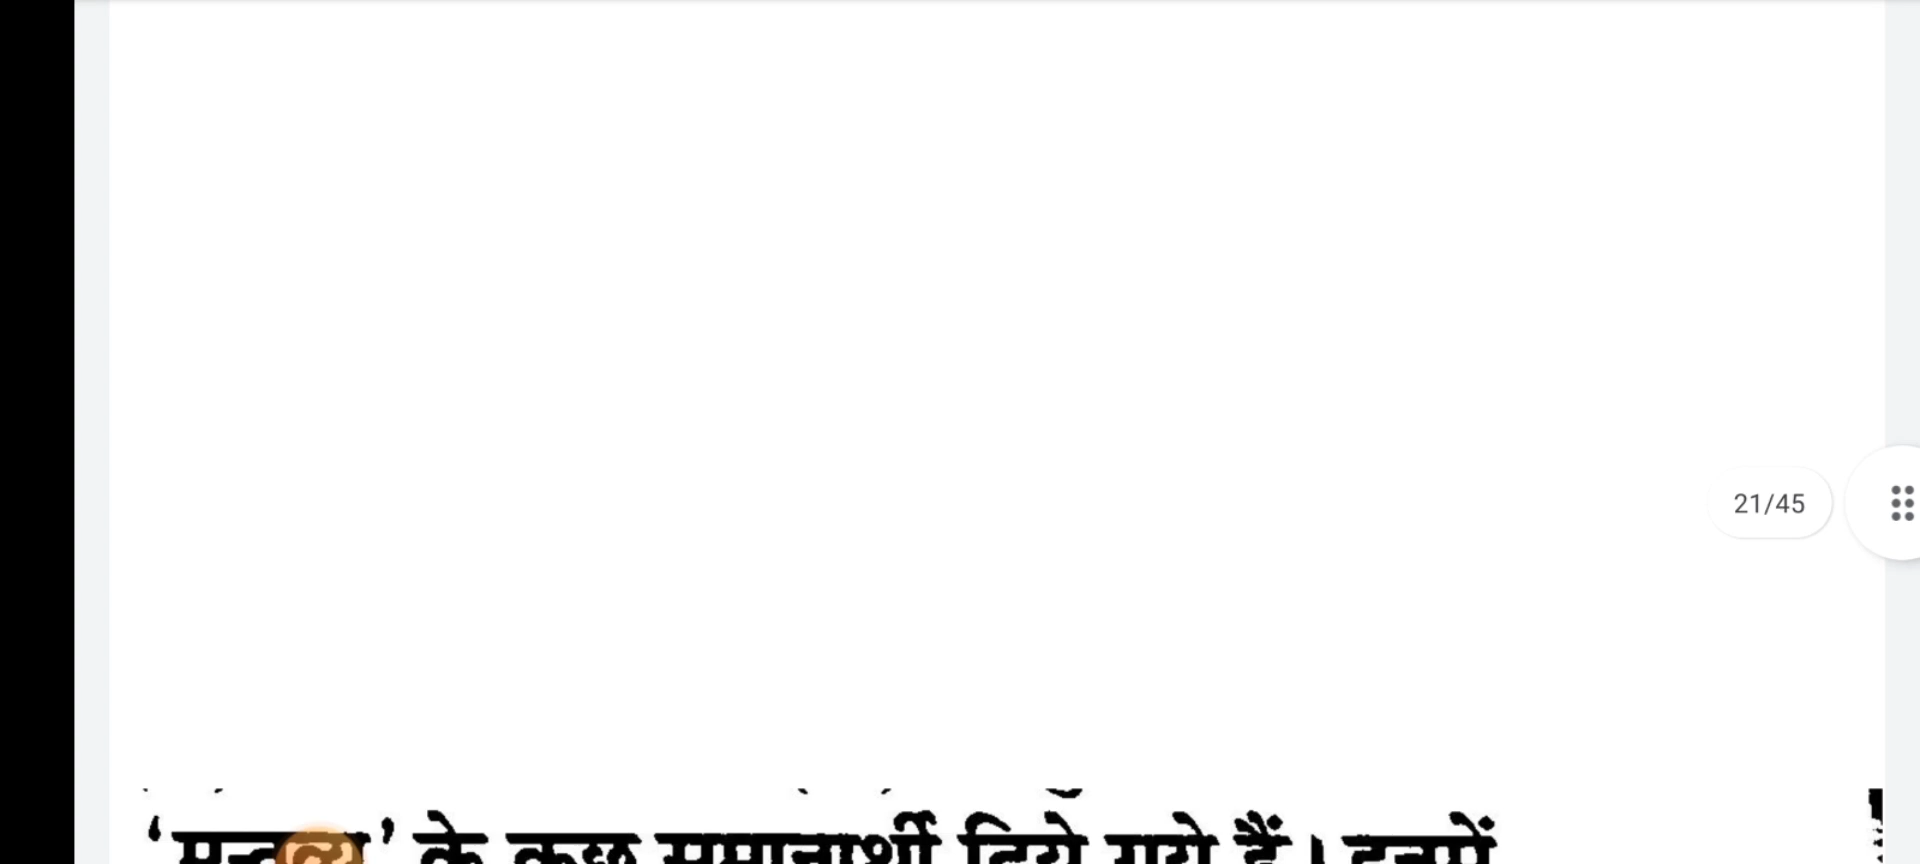 21/45
के कुछ समानार्थी दिये गये हैं। इनमें